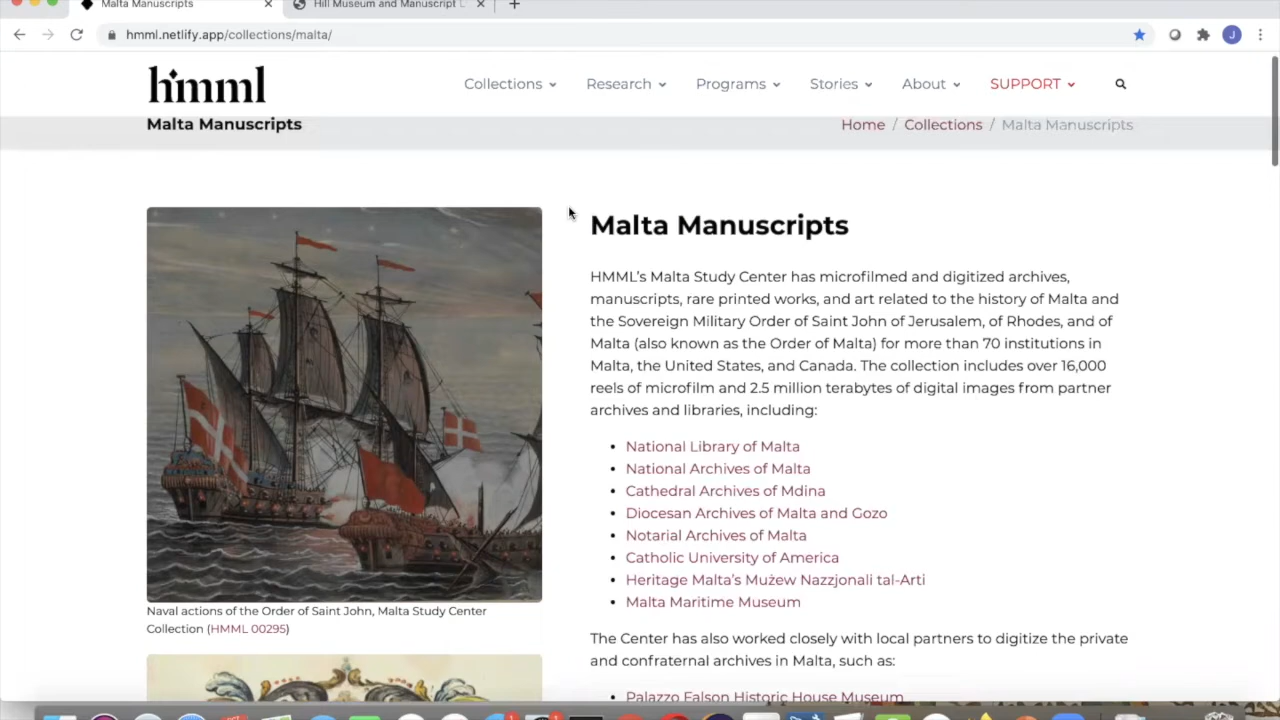 Malta Manuscripts
Hill Museum and Manuscript L
hmml.netlify.app/collections/malta/
J
hmml
Collections
Research
Programs
Stories
About
SUPPORT
Malta Manuscripts
Home / Collections / Malta Manuscripts
Malta Manuscripts
HMML's Malta Study Center has microfilmed and digitized archives,
manuscripts, rare printed works, and art related to the history of Malta and
the Sovereign Military Order of Saint John of Jerusalem, of Rhodes, and of
Malta (also known as the Order of Malta) for more than 70 institutions in
Malta, the United States, and Canada. The collection includes over 16,000
reels of microfilm and 2.5 million terabytes of digital images from partner
archives and libraries, including:
• National Library of Malta
• National Archives of Malta
• Cathedral Archives of Mdina
• Diocesan Archives of Malta and Gozo
• Notarial Archives of Malta
• Catholic University of America
• Heritage Malta's Mużew Nazzjonali tal-Arti
• Malta Maritime Museum
Naval actions of the Order of Saint John, Malta Study Center
Collection (HMML 00295)
The Center has also worked closely with local partners to digitize the private
and confraternal archives in Malta, such as:
• Palazzo Falson Historic House Museum